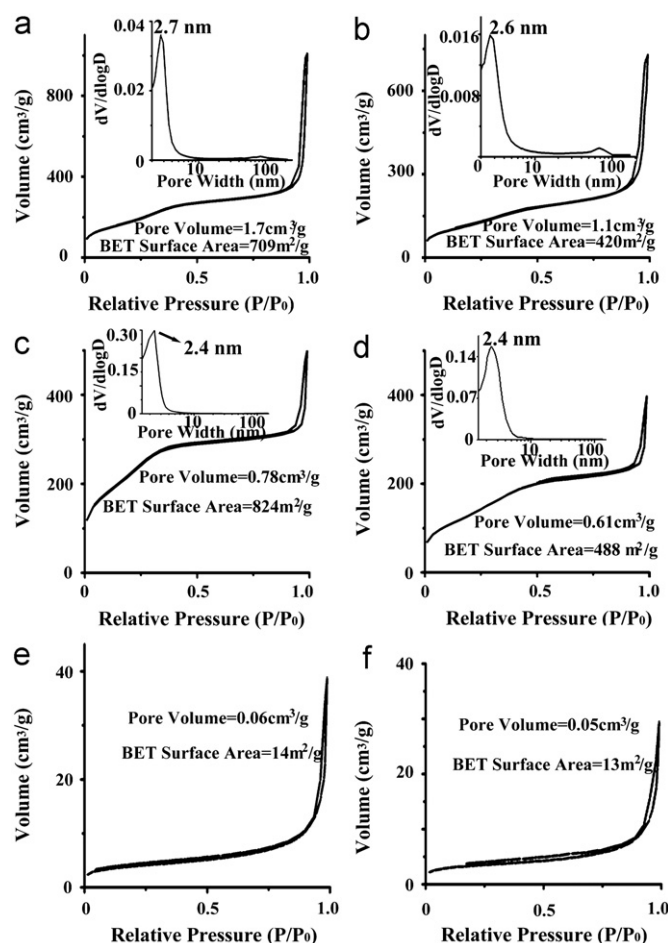 a
2.7 nm
0.04
0.02
0
dV/dlogD
10
100
Pore Width (nm)
Volume (cm³/g)
800
400
0
Pore Volume=1.7cm³/g
BET Surface Area=709m²/g
0
0.5
1.0
Relative Pressure (P/P₀)
b
2.6 nm
0.016
0.008
0
dV/dlogD
0
10
100
Pore Width (nm)
Volume (cm³/g)
750
500
250
0
Pore Volume=1.1cm³/g
BET Surface Area=420m²/g
0
0.5
1.0
Relative Pressure (P/P₀)
c
2.4 nm
0.30
0.15
0
dV/dlogD
10
100
Pore Width (nm)
Volume (cm³/g)
400
200
0
Pore Volume=0.78cm³/g
BET Surface Area=824m²/g
0
0.5
1.0
Relative Pressure (P/P₀)
d
2.4 nm
0.14
0.07
0
dV/dlogD
10
100
Pore Width (nm)
Volume (cm³/g)
400
200
0
Pore Volume=0.61cm³/g
BET Surface Area=488 m²/g
0
0.5
1.0
Relative Pressure (P/P₀)
e
Volume (cm³/g)
40
20
0
Pore Volume=0.06cm³/g
BET Surface Area=14m²/g
0
0.5
1.0
Relative Pressure (P/P₀)
f
Volume (cm³/g)
40
20
0
Pore Volume=0.05cm³/g
BET Surface Area=13m²/g
0
0.5
1.0
Relative Pressure (P/P₀)